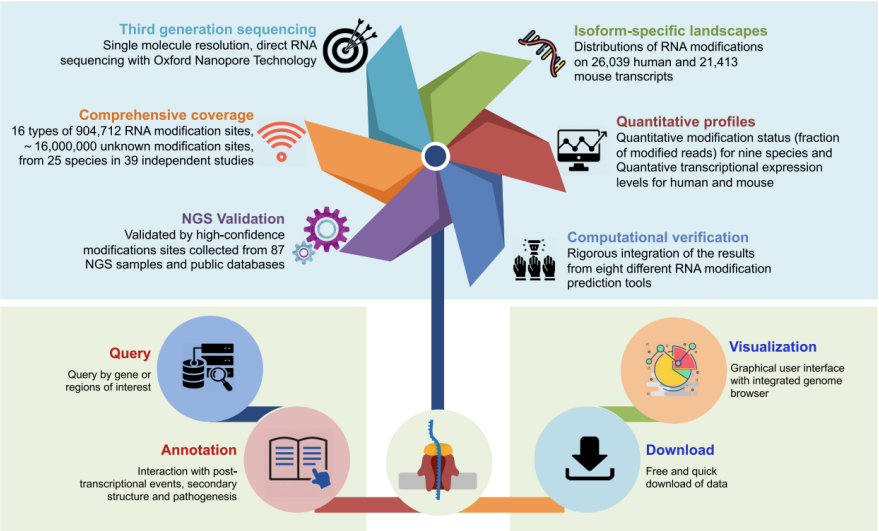 Third generation sequencing
Single molecule resolution, direct RNA
sequencing with Oxford Nanopore Technology
Isoform-specific landscapes
Distributions of RNA modifications
on 26,039 human and 21,413
mouse transcripts
Comprehensive coverage
16 types of 904,712 RNA modification sites,
~ 16,000,000 unknown modification sites,
from 25 species in 39 independent studies
Quantitative profiles
Quantitative modification status (fraction
of modified reads) for nine species and
Quantative transcriptional expression
levels for human and mouse
NGS Validation
Validated by high-confidence
modifications sites collected from 87
NGS samples and public databases
Computational verification
Rigorous integration of the results
from eight different RNA modification
prediction tools
Query
Query by gene or
regions of interest
Annotation
Interaction with post-
transcriptional events, secondary
structure and pathogenesis
Visualization
Graphical user interface
with integrated genome
browser
Download
Free and quick
download of data